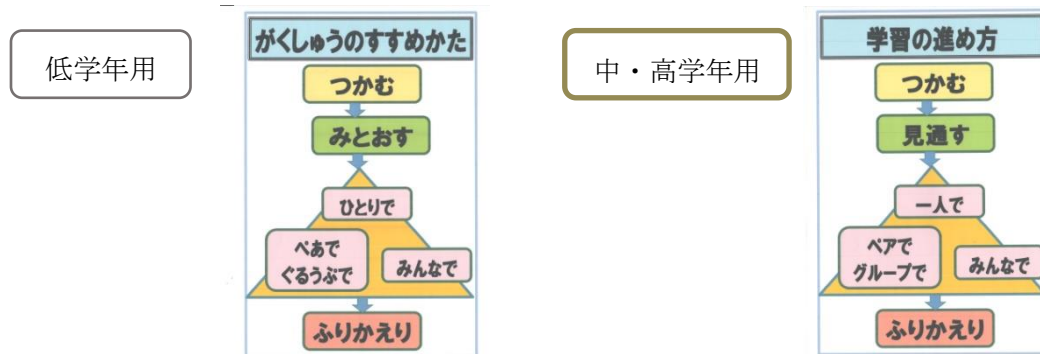 低学年用
がくしゅうのすすめかた
つかむ
みとおす
ひとりで
ぺあで
ぐるうぷで
みんなで
ふりかえり
中・高学年用
学習の進め方
つかむ
見通す
一人で
ペアで
グループで
みんなで
ふりかえり